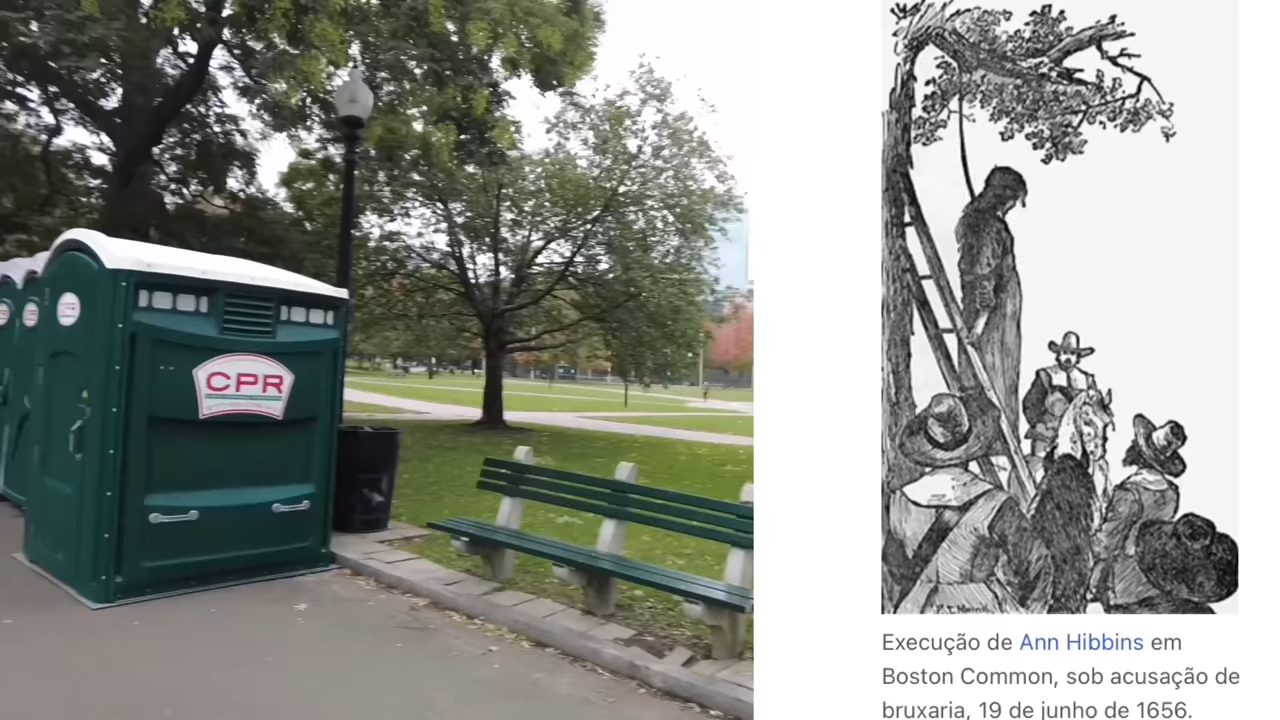 CPR
Execução de Ann Hibbins em
Boston Common, sob acusação de
bruxaria, 19 de junho de 1656.